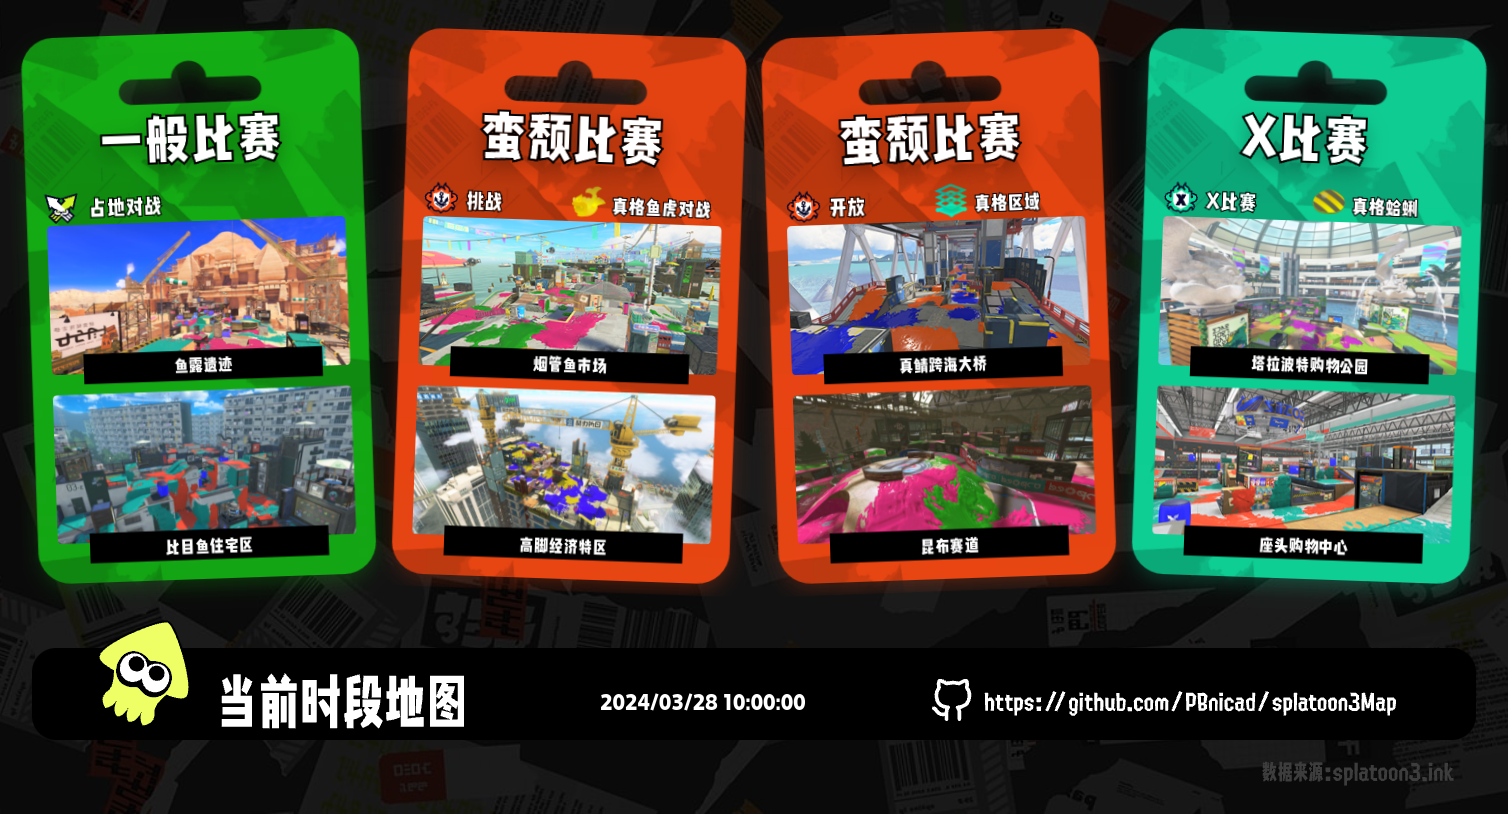 一般比赛
占地对战
鱼露遗迹
比目鱼住宅区
蛮颓比赛
挑战
真格鱼虎对战
烟管鱼市场
高脚经济特区
蛮颓比赛
开放
真格区域
真鲷跨海大桥
昆布赛道
X比赛
X比赛
真格蛤蜊
塔拉波特购物公园
座头购物中心
当前时段地图
2024/03/28 10:00:00
https://github.com/PBnicad/splatoon3Map
数据来源:splatoon3.ink